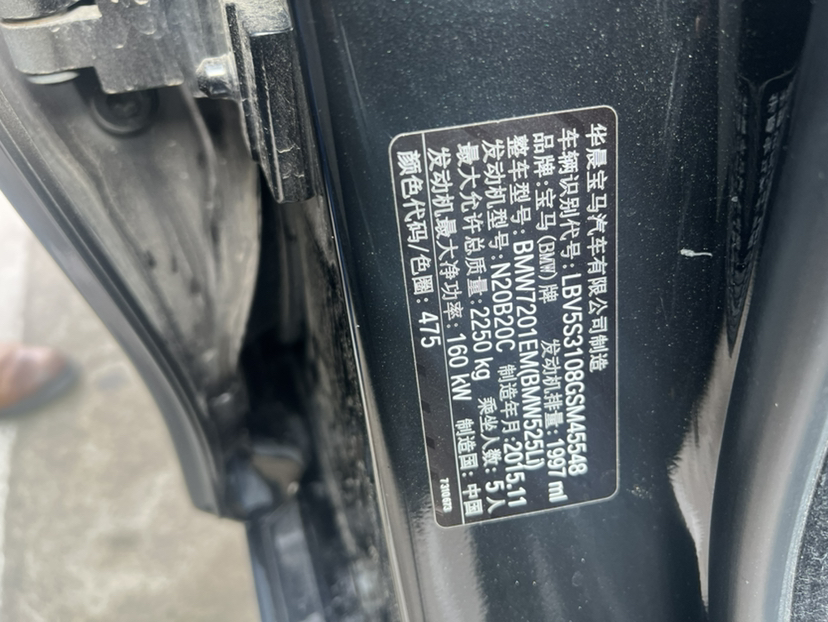 华晨宝马汽车有限公司制造
车辆识别代号: LBV5S3108GSM45548
品牌: 宝马(BMW)牌 发动机排量: 1997 ml
整车型号: BMW7201EM(BMW525Li)
发动机型号: N20B20C 制造年月: 2015.11
最大允许总质量: 2250 kg 乘坐人数: 5人
发动机最大净功率: 160 kW 制造国: 中国
颜色代码/色圈: 475